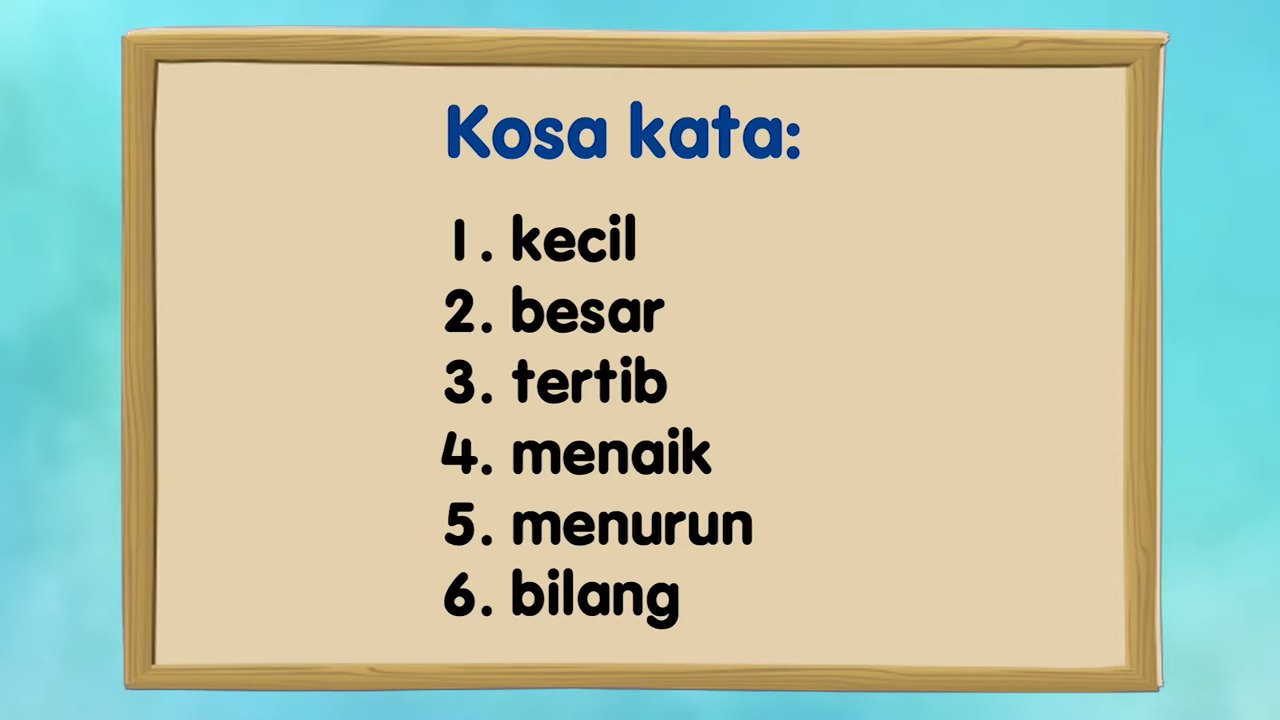 Kosa kata:
1. kecil
2. besar
3. tertib
4. menaik
5. menurun
6. bilang